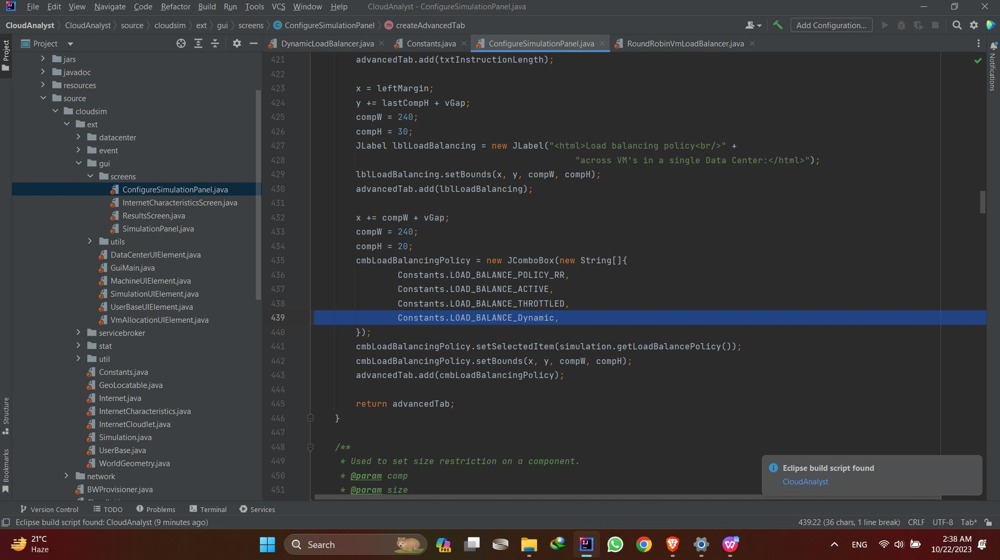 File Edit View Navigate Code Refactor Build Run Tools VCS Window Help CloudAnalyst - ConfigureSimulationPanel.java
CloudAnalyst CloudAnalyst source cloudsim ext gui screens ConfigureSimulationPanel createAdvancedTab Add Configuration...
Project
Project
DynamicLoadBalancer.java Constants.java ConfigureSimulationPanel.java RoundRobinVmLoadBalancer.java
Notifications
jars
javadoc
resources
source
cloudsim
ext
datacenter
event
gui
screens
ConfigureSimulationPanel.java
InternetCharacteristicsScreen.java
ResultsScreen.java
SimulationPanel.java
utils
DataCenterUIElement.java
GuiMain.java
MachineUIElement.java
SimulationUIElement.java
UserBaseUIElement.java
VmAllocationUIElement.java
servicebroker
stat
util
Constants.java
GeoLocatable.java
Internet.java
InternetCharacteristics.java
InternetCloudlet.java
Simulation.java
UserBase.java
WorldGeometry.java
network
BWProvisioner.java
Structure
Bookmarks
421 advancedTab.add(txtInstructionLength);
422
423 x = leftMargin;
424 y += lastCompH + vGap;
425 compW = 240;
426 compH = 30;
427 JLabel lblLoadBalancing = new JLabel("<html>Load balancing policy<br/>" +
428 "across VM's in a single Data Center:</html>");
429 lblLoadBalancing.setBounds(x, y, compW, compH);
430 advancedTab.add(lblLoadBalancing);
431
432 x += compW + vGap;
433 compW = 240;
434 compH = 20;
435 cmbLoadBalancingPolicy = new JComboBox(new String[]{
436 Constants.LOAD_BALANCE_POLICY_RR,
437 Constants.LOAD_BALANCE_ACTIVE,
438 Constants.LOAD_BALANCE_THROTTLED,
439 Constants.LOAD_BALANCE_Dynamic,
440 });
441 cmbLoadBalancingPolicy.setSelectedItem(simulation.getLoadBalancePolicy());
442 cmbLoadBalancingPolicy.setBounds(x, y, compW, compH);
443 advancedTab.add(cmbLoadBalancingPolicy);
444
445 return advancedTab;
446 }
447
448 /**
449 * Used to set size restriction on a component.
450 * @param comp
451 * @param size
Eclipse build script found
CloudAnalyst
Version Control TODO Problems Terminal Services
Eclipse build script found: CloudAnalyst (9 minutes ago) 439:22 (36 chars, 1 line break) CRLF UTF-8 Tab*
21°C
Haze
Search
PRE
ENG
2:38 AM
10/22/2023